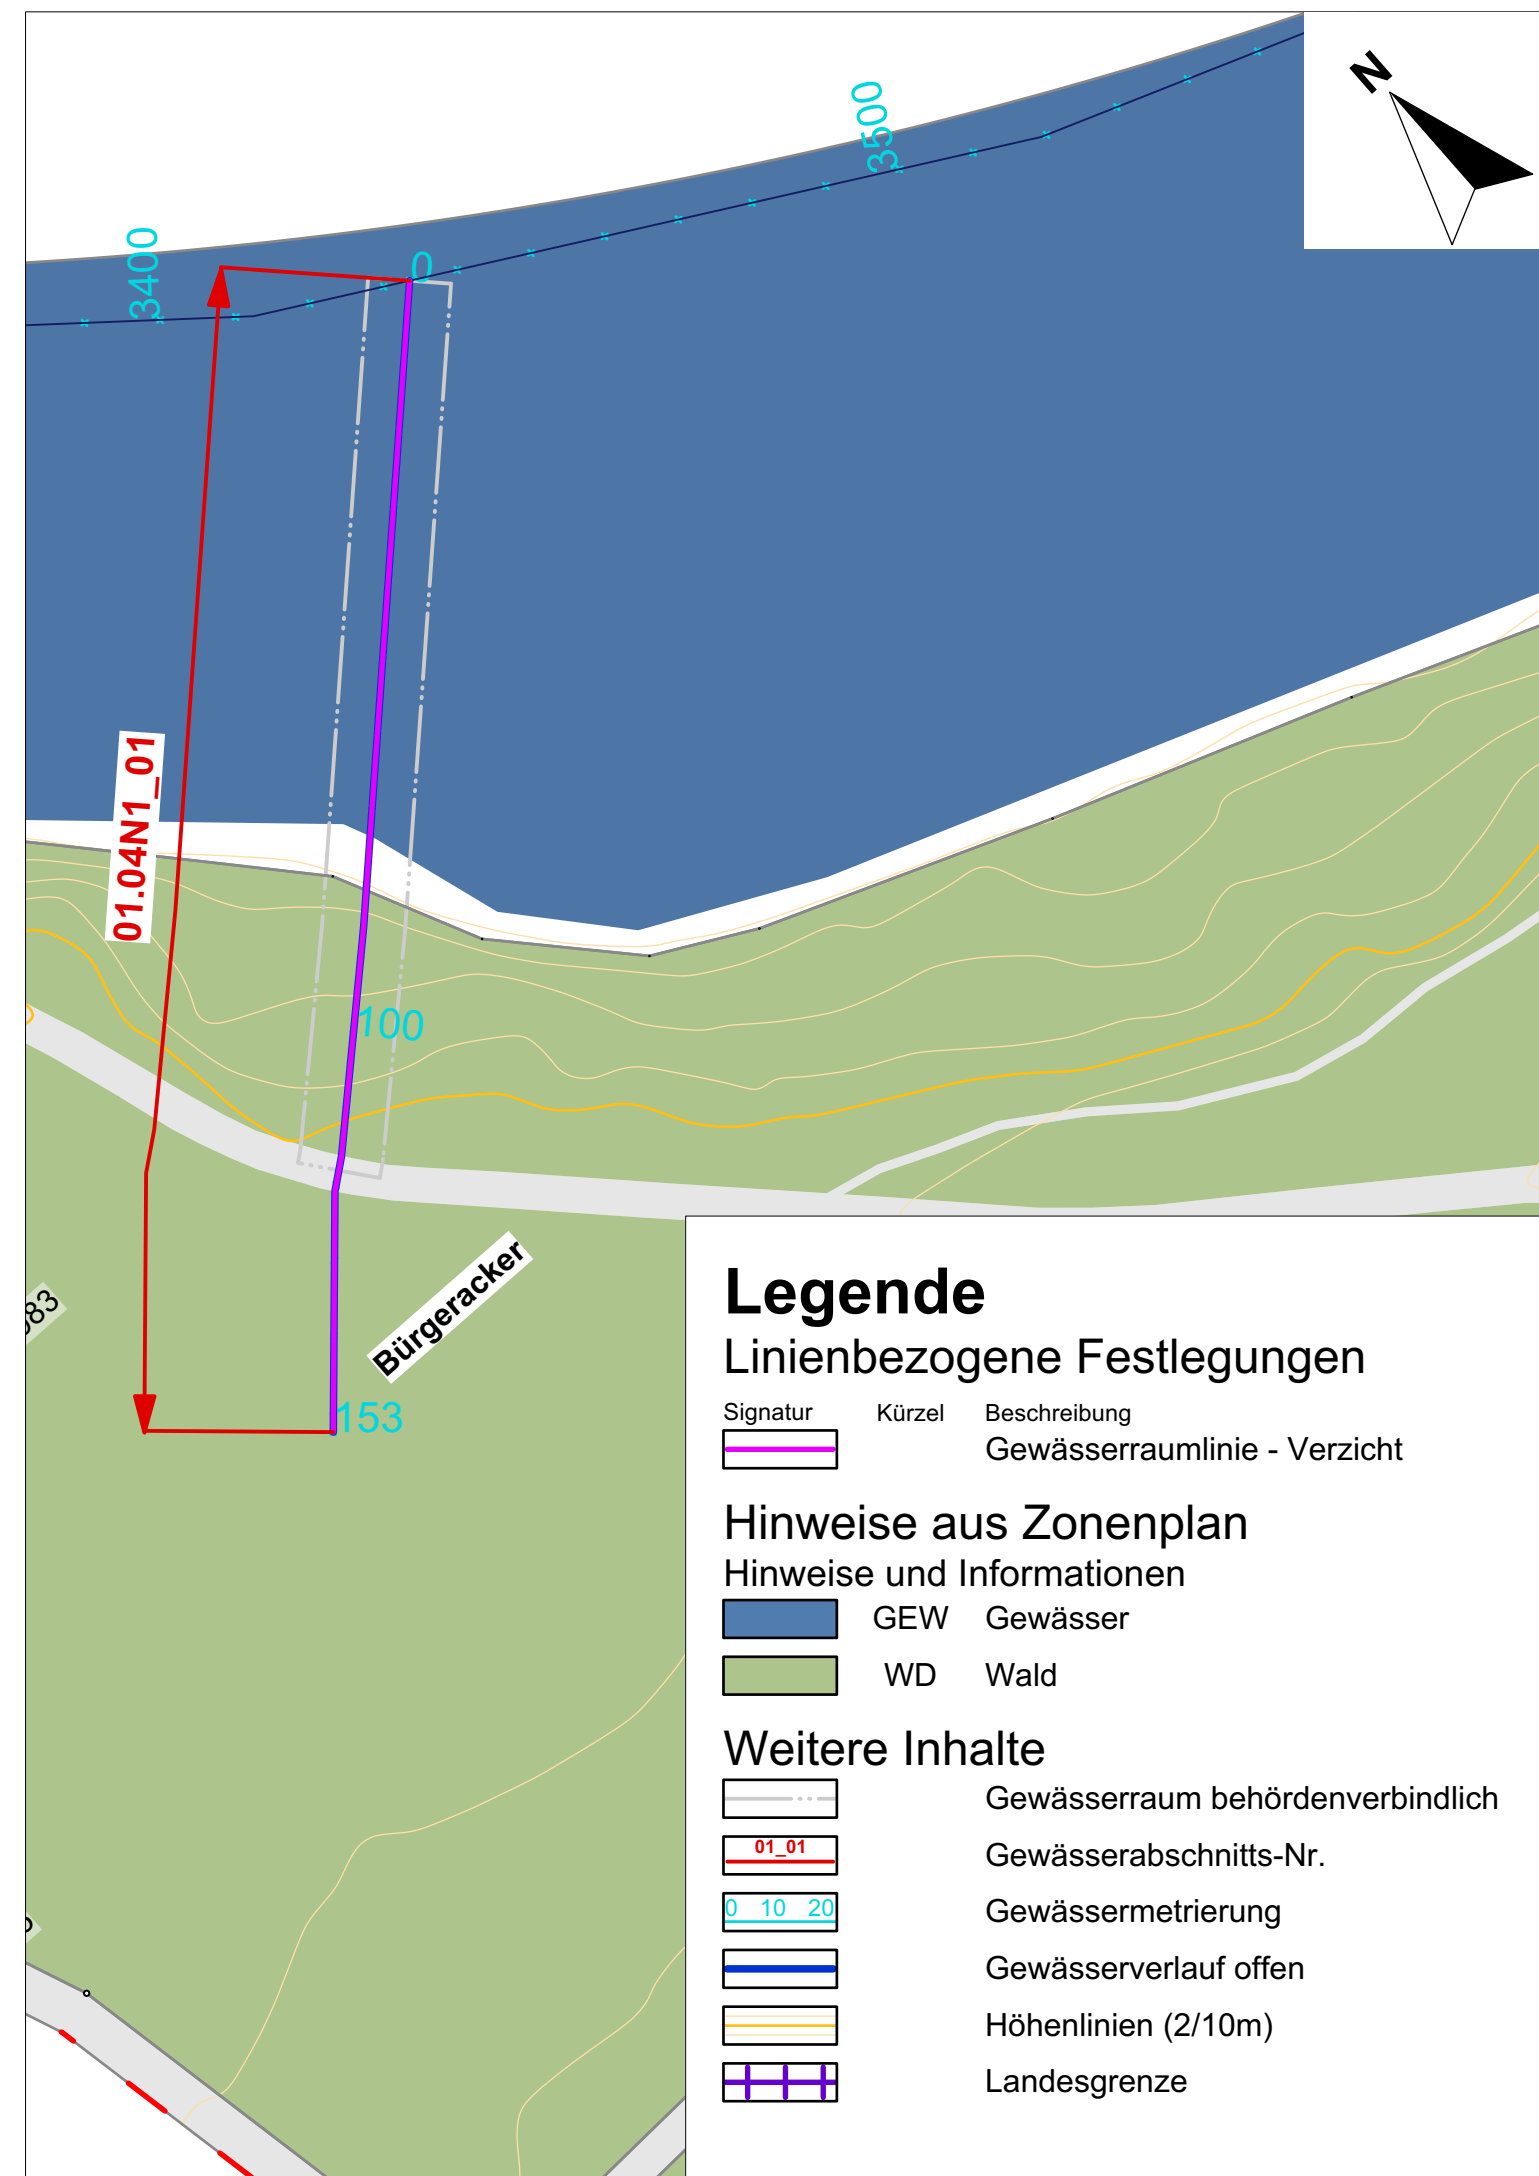 N
3500
3400
0
01.04N1_01
100
Bürgeracker
153
Legende
Linienbezogene Festlegungen
Signatur Kürzel Beschreibung
Gewässerraumlinie - Verzicht
Hinweise aus Zonenplan
Hinweise und Informationen
GEW Gewässer
WD Wald
Weitere Inhalte
Gewässerraum behördenverbindlich
01_01 Gewässerabschnitts-Nr.
0 10 20 Gewässermetrierung
Gewässerverlauf offen
Höhenlinien (2/10m)
Landesgrenze